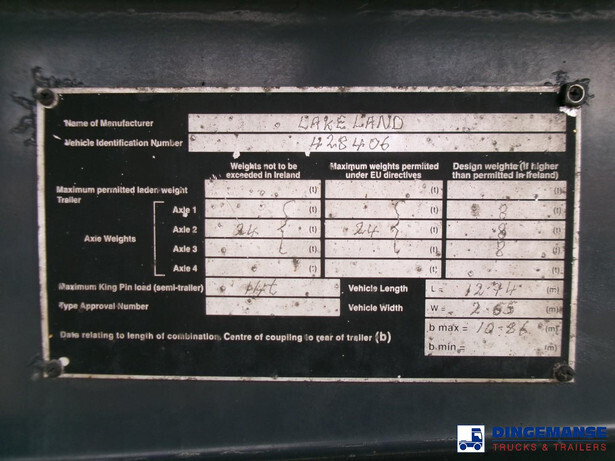 Name of Manufacturer LAKELAND
Vehicle Identification Number 428406
Weights not to be exceeded in Ireland Maximum weights permitted under EU directives Design weights (if higher than permitted in Ireland)
Maximum permitted laden weight Trailer (t) (t) (t)
Axle Weights
Axle 1 (t) (t) 8 (t)
Axle 2 24 (t) 24 (t) 8 (t)
Axle 3 (t) (t) 8 (t)
Axle 4 (t) (t) (t)
Maximum King Pin load (semi-trailer) 14t Vehicle Length L = 12.74 (m)
Type Approval Number Vehicle Width W = 2.65 (m)
Data relating to length of combination. Centre of coupling to rear of trailer (b) b max = 10.86 (m)
b min = (m)
DINGEMANSE
TRUCKS & TRAILERS